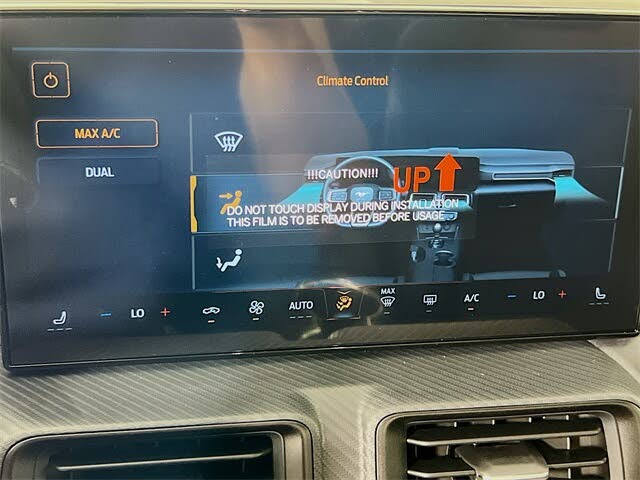 Climate Control
MAX A/C
DUAL
!!!CAUTION!!!
UP
DO NOT TOUCH DISPLAY DURING INSTALLATION
THIS FILM IS TO BE REMOVED BEFORE USAGE
LO
AUTO
MAX
A/C
LO